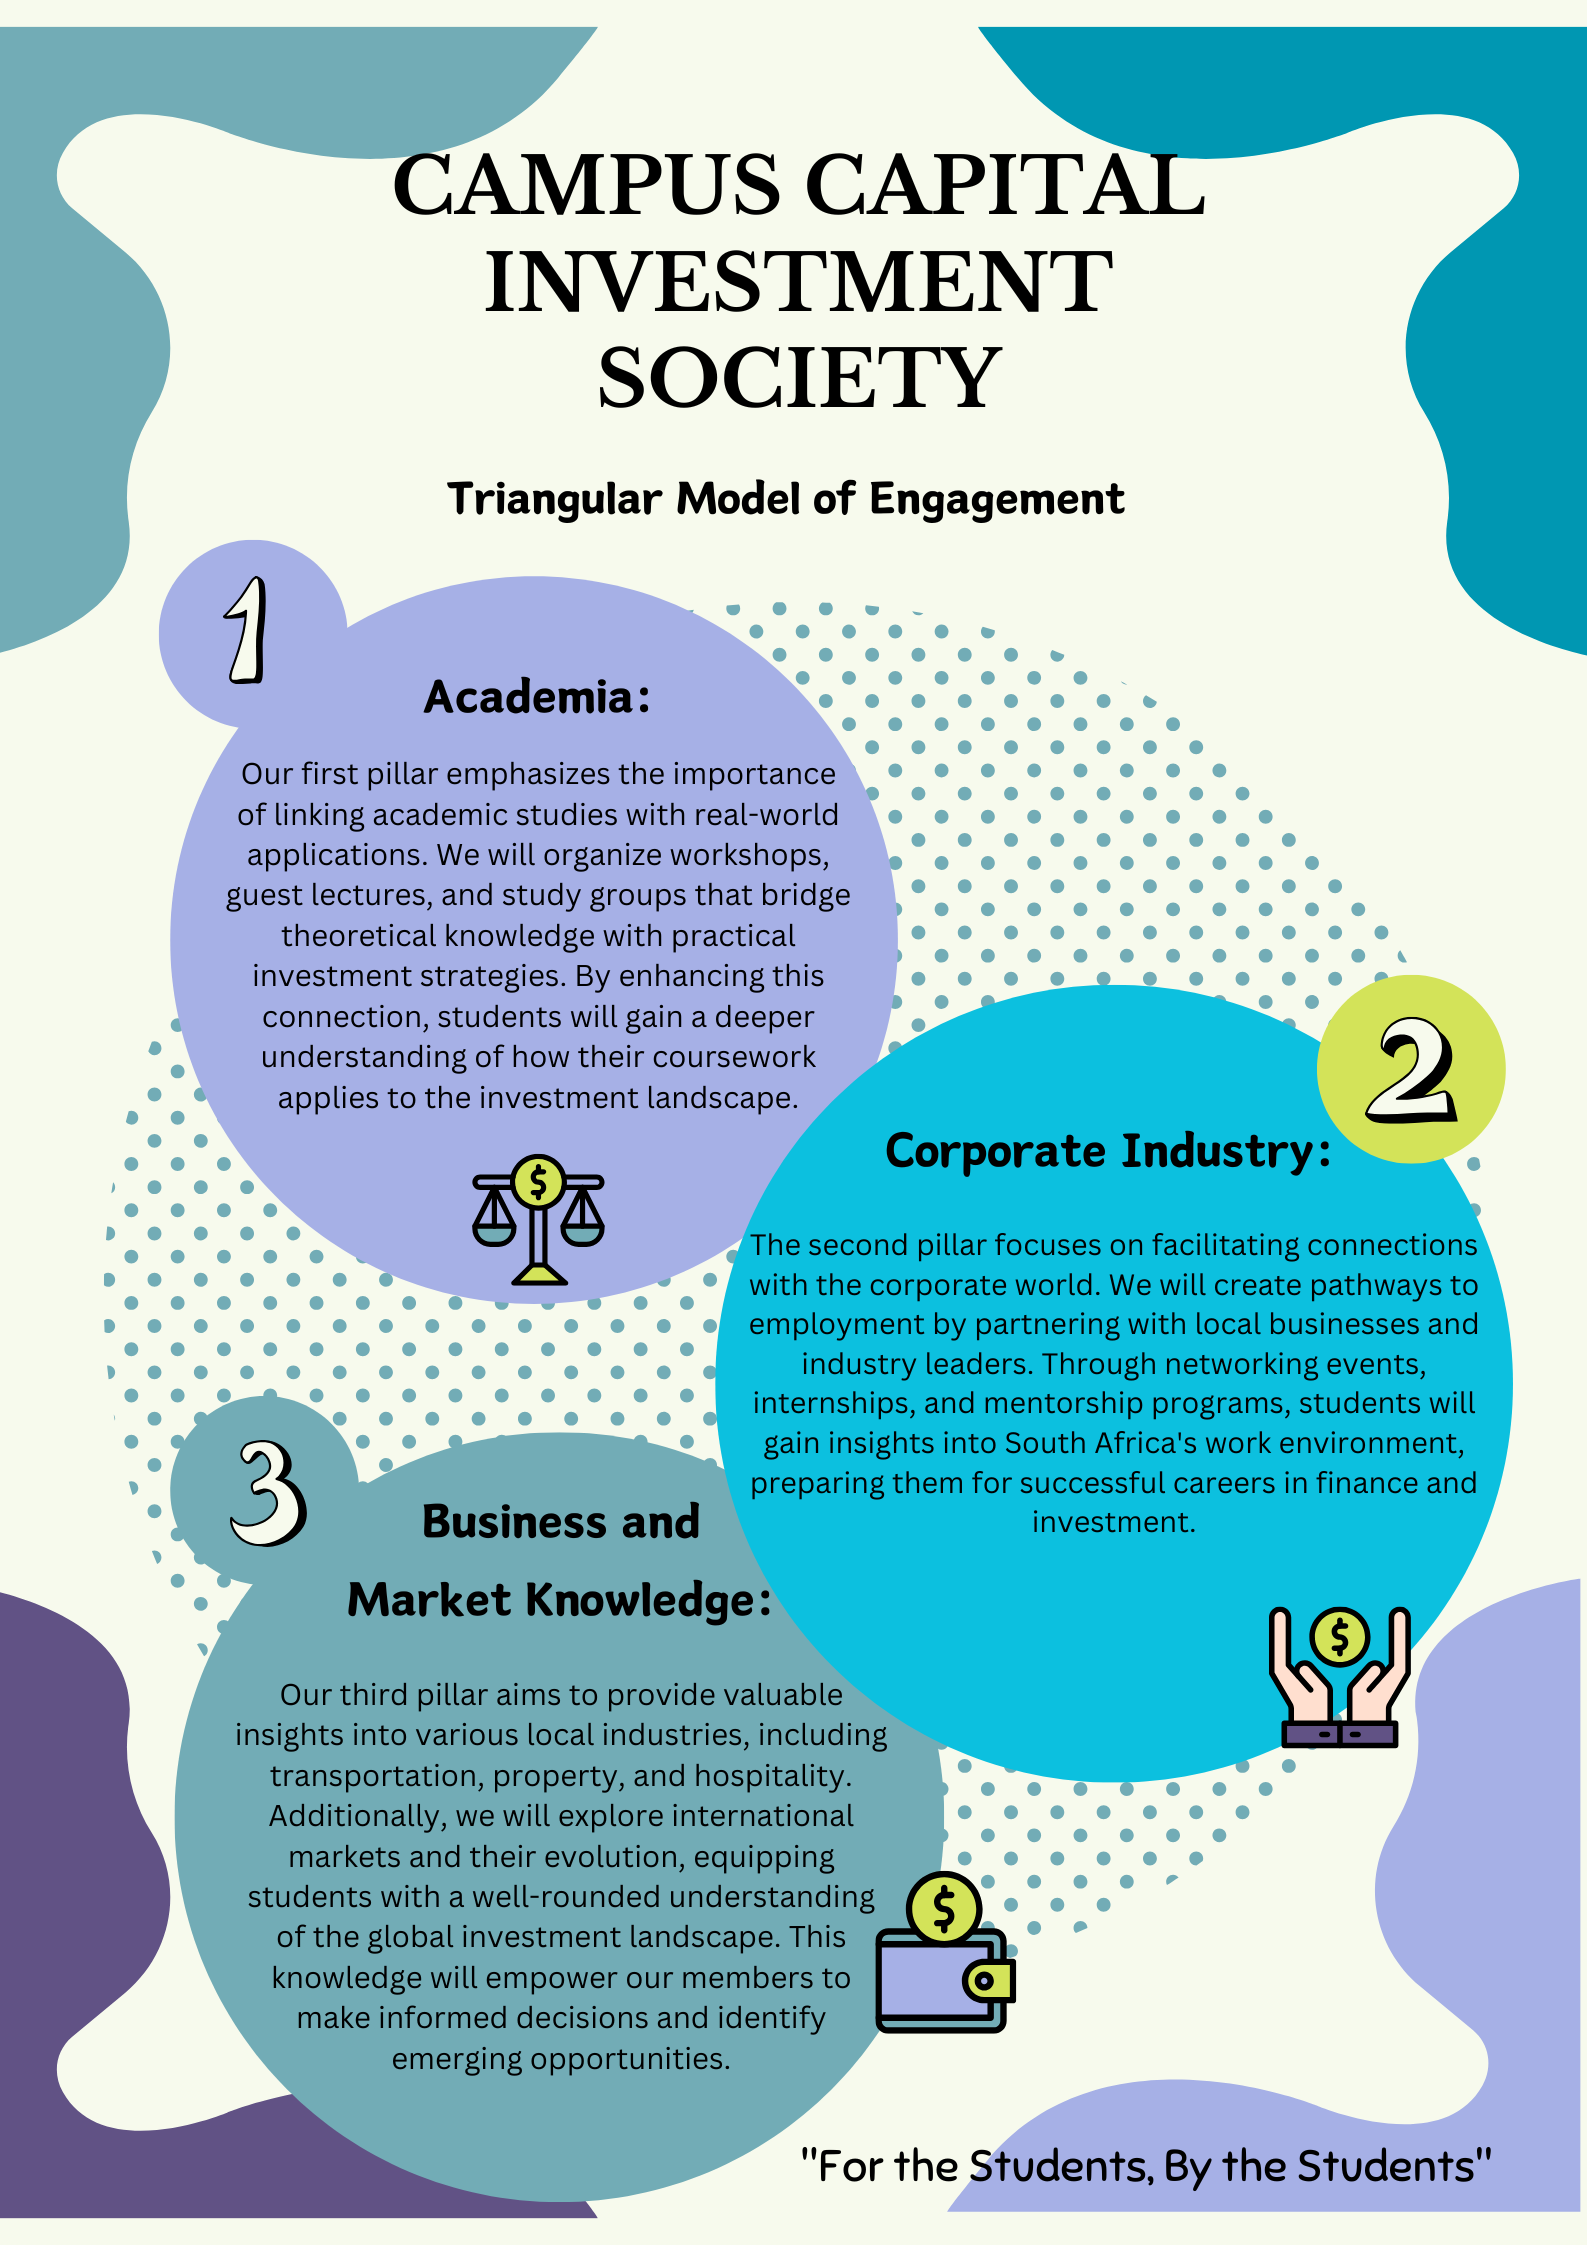 CAMPUS CAPITAL
INVESTMENT
SOCIETY
Triangular Model of Engagement
1
Academia:
Our first pillar emphasizes the importance
of linking academic studies with real-world
applications. We will organize workshops,
guest lectures, and study groups that bridge
theoretical knowledge with practical
investment strategies. By enhancing this
connection, students will gain a deeper
understanding of how their coursework
applies to the investment landscape.
$
2
Corporate Industry:
The second pillar focuses on facilitating connections
with the corporate world. We will create pathways to
employment by partnering with local businesses and
industry leaders. Through networking events,
internships, and mentorship programs, students will
gain insights into South Africa's work environment,
preparing them for successful careers in finance and
investment.
$
3
Business and
Market Knowledge:
Our third pillar aims to provide valuable
insights into various local industries, including
transportation, property, and hospitality.
Additionally, we will explore international
markets and their evolution, equipping
students with a well-rounded understanding
of the global investment landscape. This
knowledge will empower our members to
make informed decisions and identify
emerging opportunities.
$
"For the Students, By the Students"